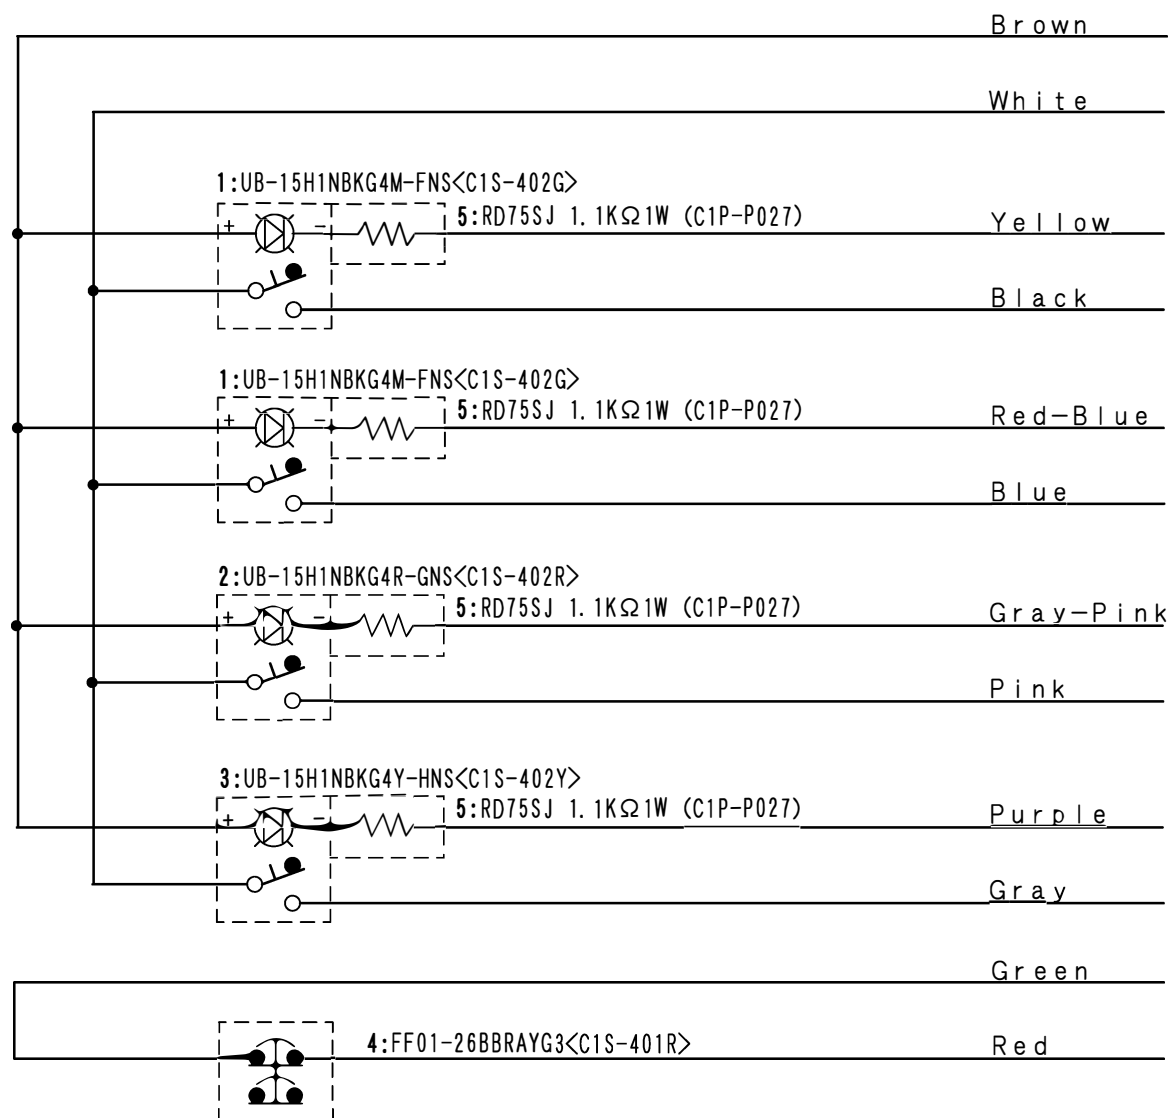 Brown
White
1:UB-15H1NBKG4M-FNS<C1S-402G>
+ - 5:RD75SJ 1.1KΩ1W (C1P-P027) Yellow
Black
1:UB-15H1NBKG4M-FNS<C1S-402G>
+ - 5:RD75SJ 1.1KΩ1W (C1P-P027) Red-Blue
Blue
2:UB-15H1NBKG4R-GNS<C1S-402R>
+ - 5:RD75SJ 1.1KΩ1W (C1P-P027) Gray-Pink
Pink
3:UB-15H1NBKG4Y-HNS<C1S-402Y>
+ - 5:RD75SJ 1.1KΩ1W (C1P-P027) Purple
Gray
Green
4:FF01-26BBRAYG3<C1S-401R> Red